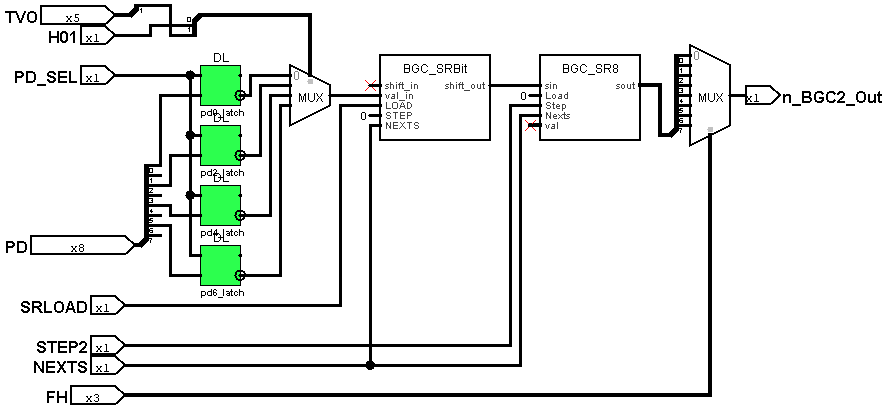 TVO x5
H01 x1
PD_SEL x1
DL
pd0_latch
DL
pd2_latch
DL
pd4_latch
DL
pd6_latch
PD x8
0
1
2
3
4
5
6
7
0
1
0
MUX
BGC_SRBit
shift_in shift_out
val_in
LOAD
0 STEP
NEXTS
BGC_SR8
sin sout
0 Load
Step
Nexts
val
0
1
2
3
4
5
6
7
0
MUX
x1 n_BGC2_Out
SRLOAD x1
STEP2 x1
NEXTS x1
FH x3